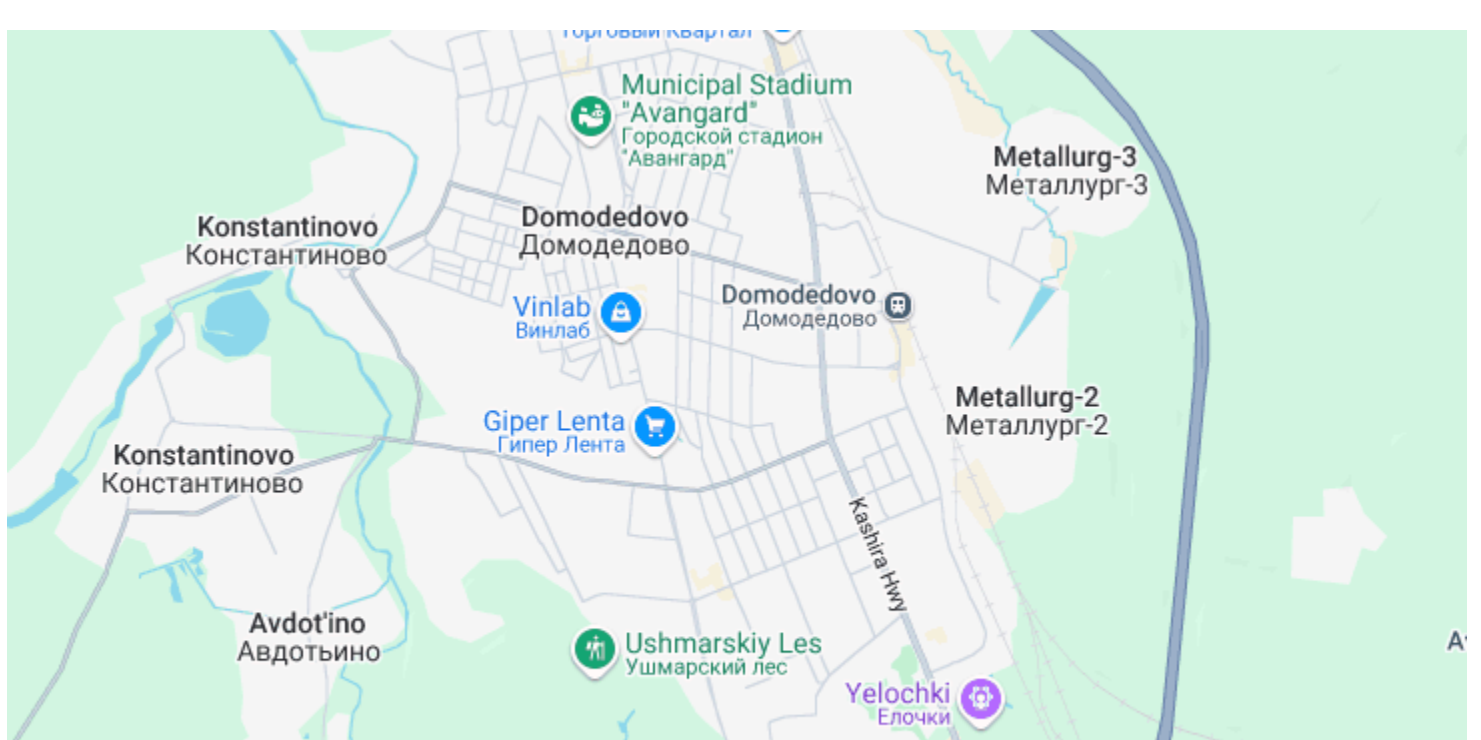 Торговый Квартал
Municipal Stadium
"Avangard"
Городской стадион
"Авангард"
Metallurg-3
Металлург-3
Konstantinovo
Константиново
Domodedovo
Домодедово
Domodedovo
Домодедово
Vinlab
Винлаб
Metallurg-2
Металлург-2
Giper Lenta
Гипер Лента
Konstantinovo
Константиново
Kashira Hwy
Avdot'ino
Авдотьино
Ushmarskiy Les
Ушмарский лес
Yelochki
Елочки